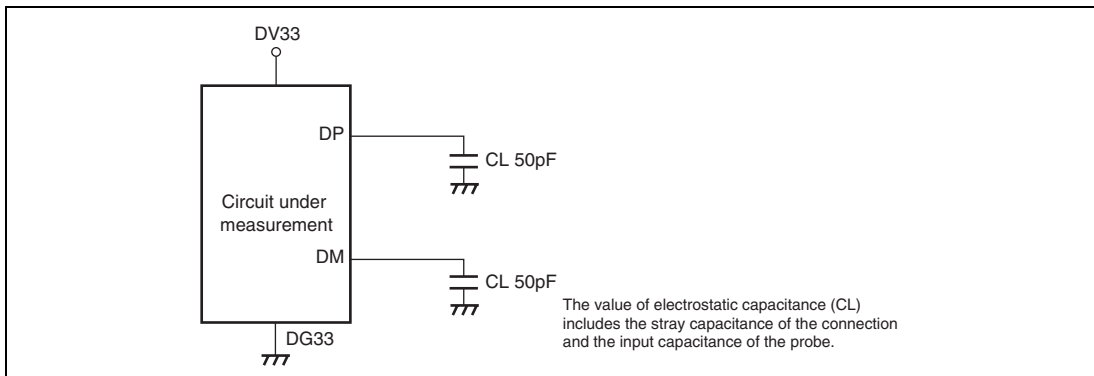 DV33
DP
CL 50pF
Circuit under
measurement
DM
CL 50pF
DG33
The value of electrostatic capacitance (CL)
includes the stray capacitance of the connection
and the input capacitance of the probe.